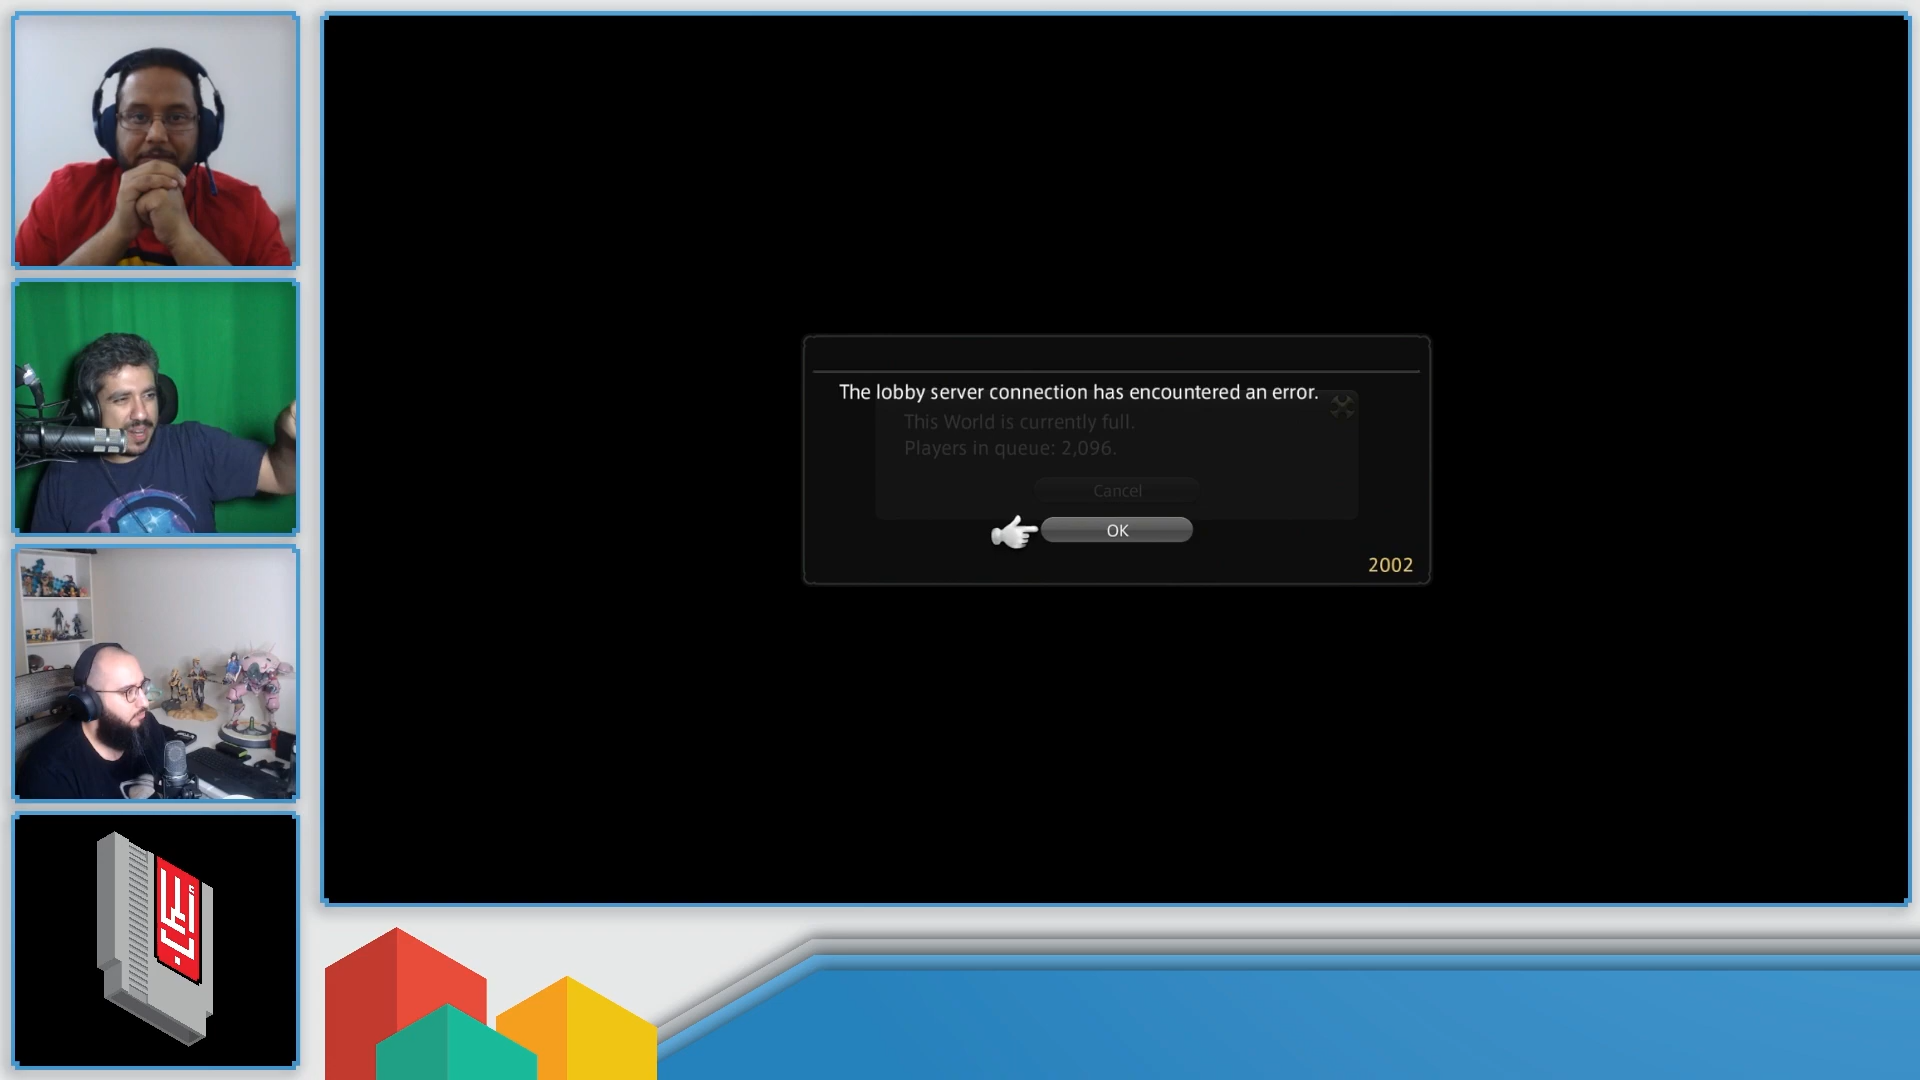 The lobby server connection has encountered an error.
This World is currently full.
Players in queue: 2,096.
Cancel
OK
2002